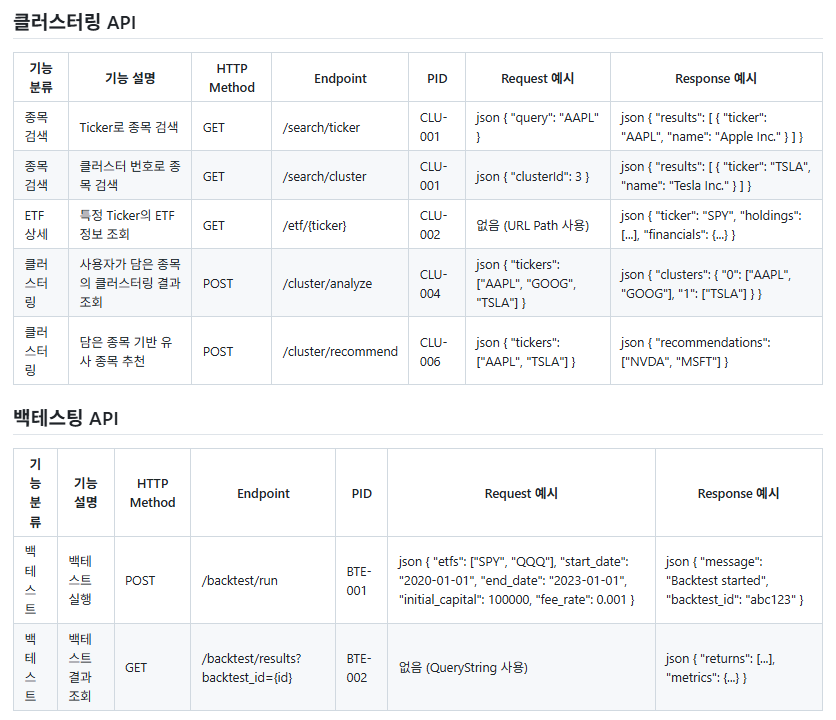 클러스터링 API
기능 분류 | 기능 설명 | HTTP Method | Endpoint | PID | Request 예시 | Response 예시
종목 검색 | Ticker로 종목 검색 | GET | /search/ticker | CLU-001 | json { "query": "AAPL" } | json { "results": [ { "ticker": "AAPL", "name": "Apple Inc." } ] }
종목 검색 | 클러스터 번호로 종목 검색 | GET | /search/cluster | CLU-001 | json { "clusterId": 3 } | json { "results": [ { "ticker": "TSLA", "name": "Tesla Inc." } ] }
ETF 상세 | 특정 Ticker의 ETF 정보 조회 | GET | /etf/{ticker} | CLU-002 | 없음 (URL Path 사용) | json { "ticker": "SPY", "holdings": [...], "financials": {...} }
클러스터링 | 사용자가 담은 종목의 클러스터링 결과 조회 | POST | /cluster/analyze | CLU-004 | json { "tickers": ["AAPL", "GOOG", "TSLA"] } | json { "clusters": { "0": ["AAPL", "GOOG"], "1": ["TSLA"] } }
클러스터링 | 담은 종목 기반 유사 종목 추천 | POST | /cluster/recommend | CLU-006 | json { "tickers": ["AAPL", "TSLA"] } | json { "recommendations": ["NVDA", "MSFT"] }
백테스팅 API
기능 분류 | 기능 설명 | HTTP Method | Endpoint | PID | Request 예시 | Response 예시
백테스트 | 백테스트 실행 | POST | /backtest/run | BTE-001 | json { "etfs": ["SPY", "QQQ"], "start_date": "2020-01-01", "end_date": "2023-01-01", "initial_capital": 100000, "fee_rate": 0.001 } | json { "message": "Backtest started", "backtest_id": "abc123" }
백테스트 | 백테스트 결과 조회 | GET | /backtest/results?backtest_id={id} | BTE-002 | 없음 (QueryString 사용) | json { "returns": [...], "metrics": {...} }